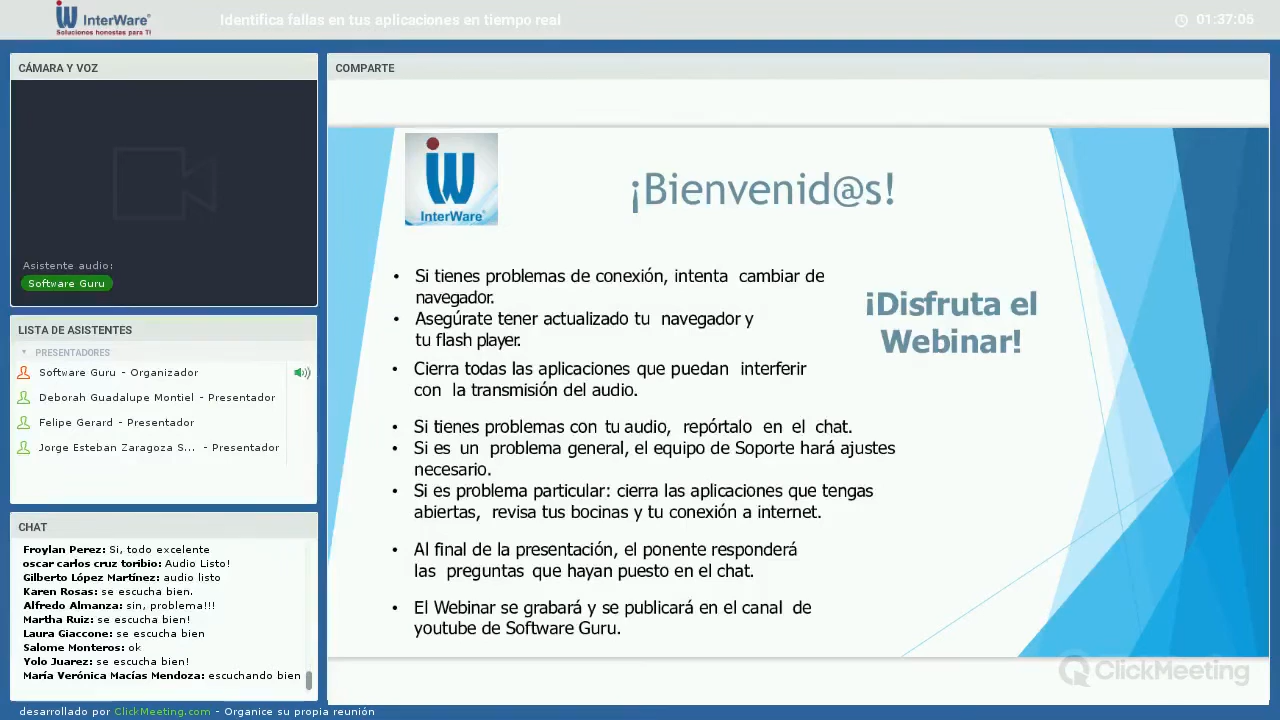 InterWare®
Soluciones honestas para TI
Identifica fallas en tus aplicaciones en tiempo real
01:37:05
CÁMARA Y VOZ
Asistente audio:
Software Guru
LISTA DE ASISTENTES
PRESENTADORES
Software Guru - Organizador
Deborah Guadalupe Montiel - Presentador
Felipe Gerard - Presentador
Jorge Esteban Zaragoza S... - Presentador
CHAT
Froylan Perez: Si, todo excelente
oscar carlos cruz toribio: Audio Listo!
Gilberto López Martínez: audio listo
Karen Rosas: se escucha bien.
Alfredo Almanza: sin, problema!!!
Martha Ruiz: se escucha bien!
Laura Giaccone: se escucha bien
Salome Monteros: ok
Yolo Juarez: se escucha bien!
María Verónica Macías Mendoza: escuchando bien
COMPARTE
InterWare®
¡Bienvenid@s!
• Si tienes problemas de conexión, intenta cambiar de
navegador.
• Asegúrate tener actualizado tu navegador y
tu flash player.
• Cierra todas las aplicaciones que puedan interferir
con la transmisión del audio.
• Si tienes problemas con tu audio, repórtalo en el chat.
• Si es un problema general, el equipo de Soporte hará ajustes
necesario.
• Si es problema particular: cierra las aplicaciones que tengas
abiertas, revisa tus bocinas y tu conexión a internet.
• Al final de la presentación, el ponente responderá
las preguntas que hayan puesto en el chat.
• El Webinar se grabará y se publicará en el canal de
youtube de Software Guru.
¡Disfruta el
Webinar!
ClickMeeting
desarrollado por ClickMeeting.com - Organice su propia reunión